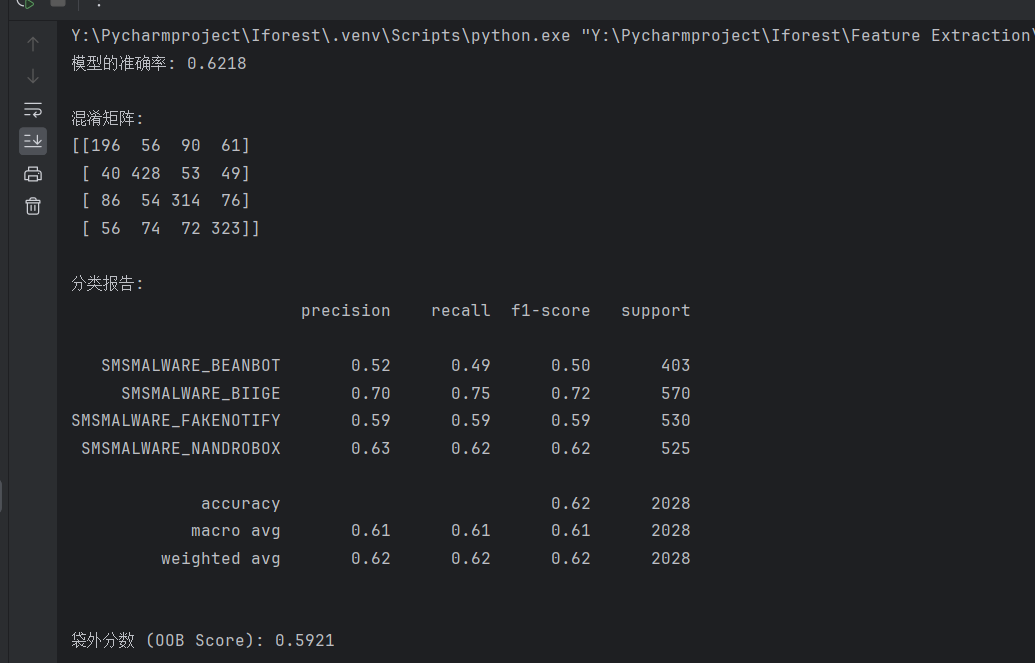 Y:\Pycharmproject\Iforest\.venv\Scripts\python.exe "Y:\Pycharmproject\Iforest\Feature Extraction\
模型的准确率: 0.6218
混淆矩阵:
[[196  56  90  61]
 [ 40 428  53  49]
 [ 86  54 314  76]
 [ 56  74  72 323]]
分类报告:
precision    recall  f1-score   support
SMSMALWARE_BEANBOT       0.52      0.49      0.50       403
SMSMALWARE_BIIGE       0.70      0.75      0.72       570
SMSMALWARE_FAKENOTIFY       0.59      0.59      0.59       530
SMSMALWARE_NANDROBOX       0.63      0.62      0.62       525
accuracy                           0.62      2028
macro avg       0.61      0.61      0.61      2028
weighted avg       0.62      0.62      0.62      2028
袋外分数 (OOB Score): 0.5921